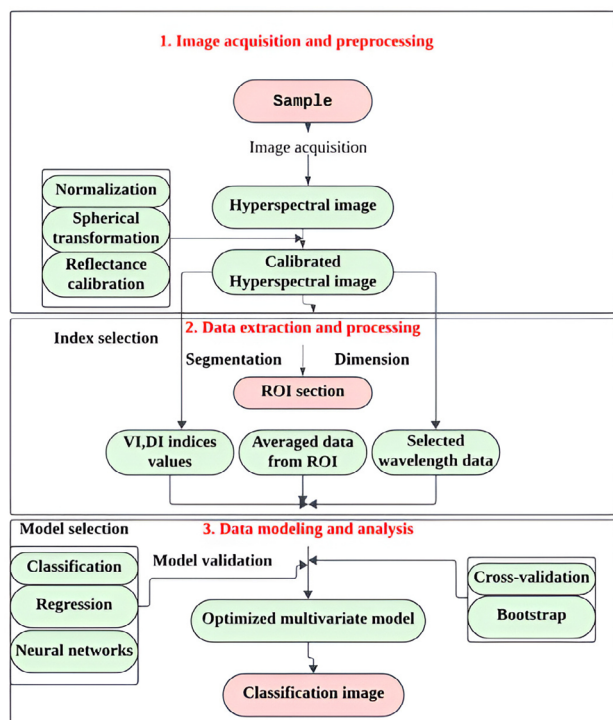 1. Image acquisition and preprocessing
Sample
Image acquisition
Normalization
Hyperspectral image
Spherical
transformation
Reflectance
calibration
Calibrated
Hyperspectral image
2. Data extraction and processing
Index selection
Segmentation
Dimension
ROI section
VI,DI indices
values
Averaged data
from ROI
Selected
wavelength data
Model selection
3. Data modeling and analysis
Model validation
Classification
Regression
Neural networks
Cross-validation
Bootstrap
Optimized multivariate model
Classification image